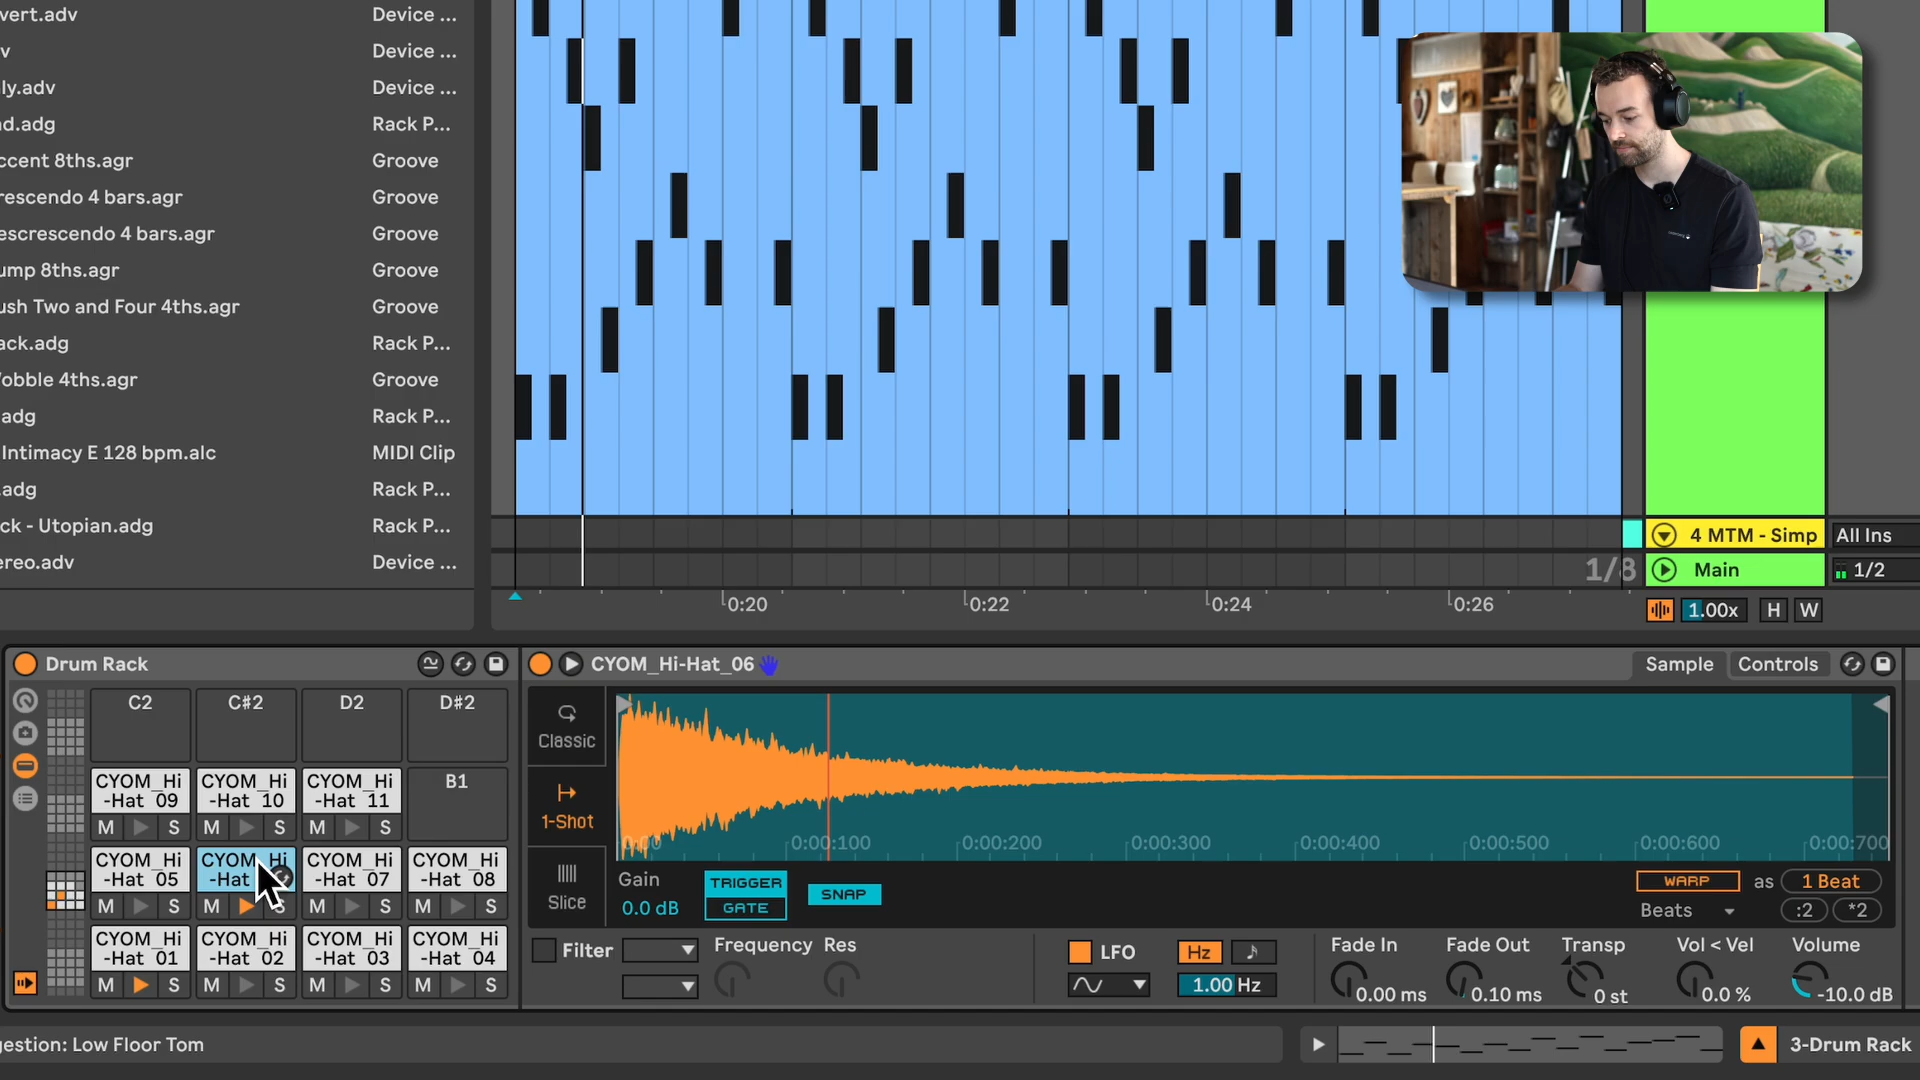 vert.adv Device ...
v Device ...
ly.adv Device ...
d.adg Rack P...
ccent 8ths.agr Groove
rescendo 4 bars.agr Groove
escrescendo 4 bars.agr Groove
ump 8ths.agr Groove
ush Two and Four 4ths.agr Groove
ack.adg Rack P...
obble 4ths.agr Groove
.adg Rack P...
Intimacy E 128 bpm.alc MIDI Clip
.adg Rack P...
ck - Utopian.adg Rack P...
ereo.adv Device ...
4 MTM - Simp All Ins
1/8 Main 1/2
0:20 0:22 0:24 0:26 1.00x H W
Drum Rack
C2 C#2 D2 D#2
CYOM_Hi CYOM_Hi CYOM_Hi B1
-Hat_09 -Hat_10 -Hat_11
M S M S M S
CYOM_Hi CYOM_Hi CYOM_Hi CYOM_Hi
-Hat_05 -Hat -Hat_07 -Hat_08
M S M S M S M S
CYOM_Hi CYOM_Hi CYOM_Hi CYOM_Hi
-Hat_01 -Hat_02 -Hat_03 -Hat_04
M S M S M S M S
CYOM_Hi-Hat_06 Sample Controls
Classic
1-Shot
Slice
0:00:100 0:00:200 0:00:300 0:00:400 0:00:500 0:00:600 0:00:700
Gain TRIGGER SNAP WARP as 1 Beat
0.0 dB GATE Beats :2 *2
Filter Frequency Res LFO Hz Fade In Fade Out Transp Vol < Vel Volume
1.00 Hz 0.00 ms 0.10 ms 0 st 0.0 % -10.0 dB
gestion: Low Floor Tom 3-Drum Rack